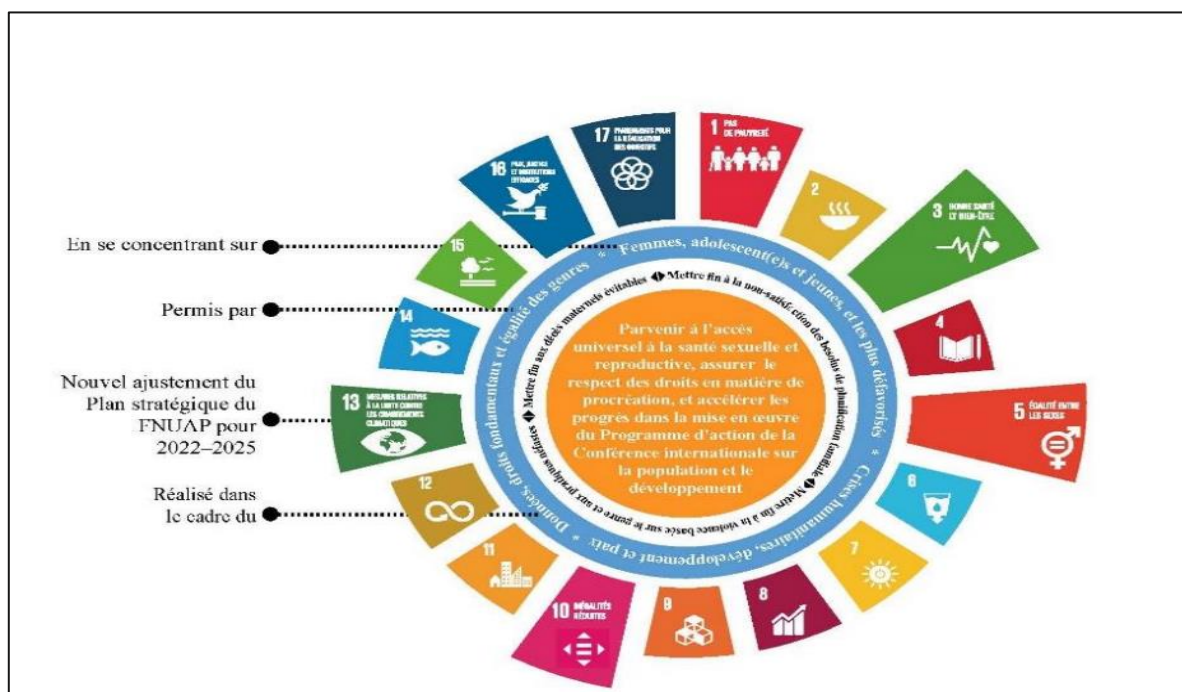 17 PARTENARIATS POUR
LA RÉALISATION
DES OBJECTIFS
1 PAS
DE PAUVRETÉ
16 PAIX, JUSTICE
ET INSTITUTIONS
EFFICACES
2
3 BONNE SANTÉ
ET BIEN-ÊTRE
15
14
4
13 MESURES RELATIVES
À LA LUTTE CONTRE
LES CHANGEMENTS
CLIMATIQUES
5 ÉGALITÉ ENTRE
LES SEXES
12
6
11
7
10 INÉGALITÉS
RÉDUITES
9
8
En se concentrant sur
Permis par
Nouvel ajustement du
Plan stratégique du
FNUAP pour
2022–2025
Réalisé dans
le cadre du
* Femmes, adolescent(e)s et jeunes, et les plus défavorisés
* Crises humanitaires, développement et paix
* Données, droits fondamentaux et égalité des genres
Mettre fin aux décès maternels évitables
Mettre fin à la non-satisfaction des besoins de planification familiale
Mettre fin à la violence basée sur le genre et aux pratiques néfastes
Parvenir à l'accès
universel à la santé sexuelle et
reproductive, assurer le
respect des droits en matière de
procréation, et accélérer les
progrès dans la mise en œuvre
du Programme d'action de la
Conférence internationale sur
la population et le
développement